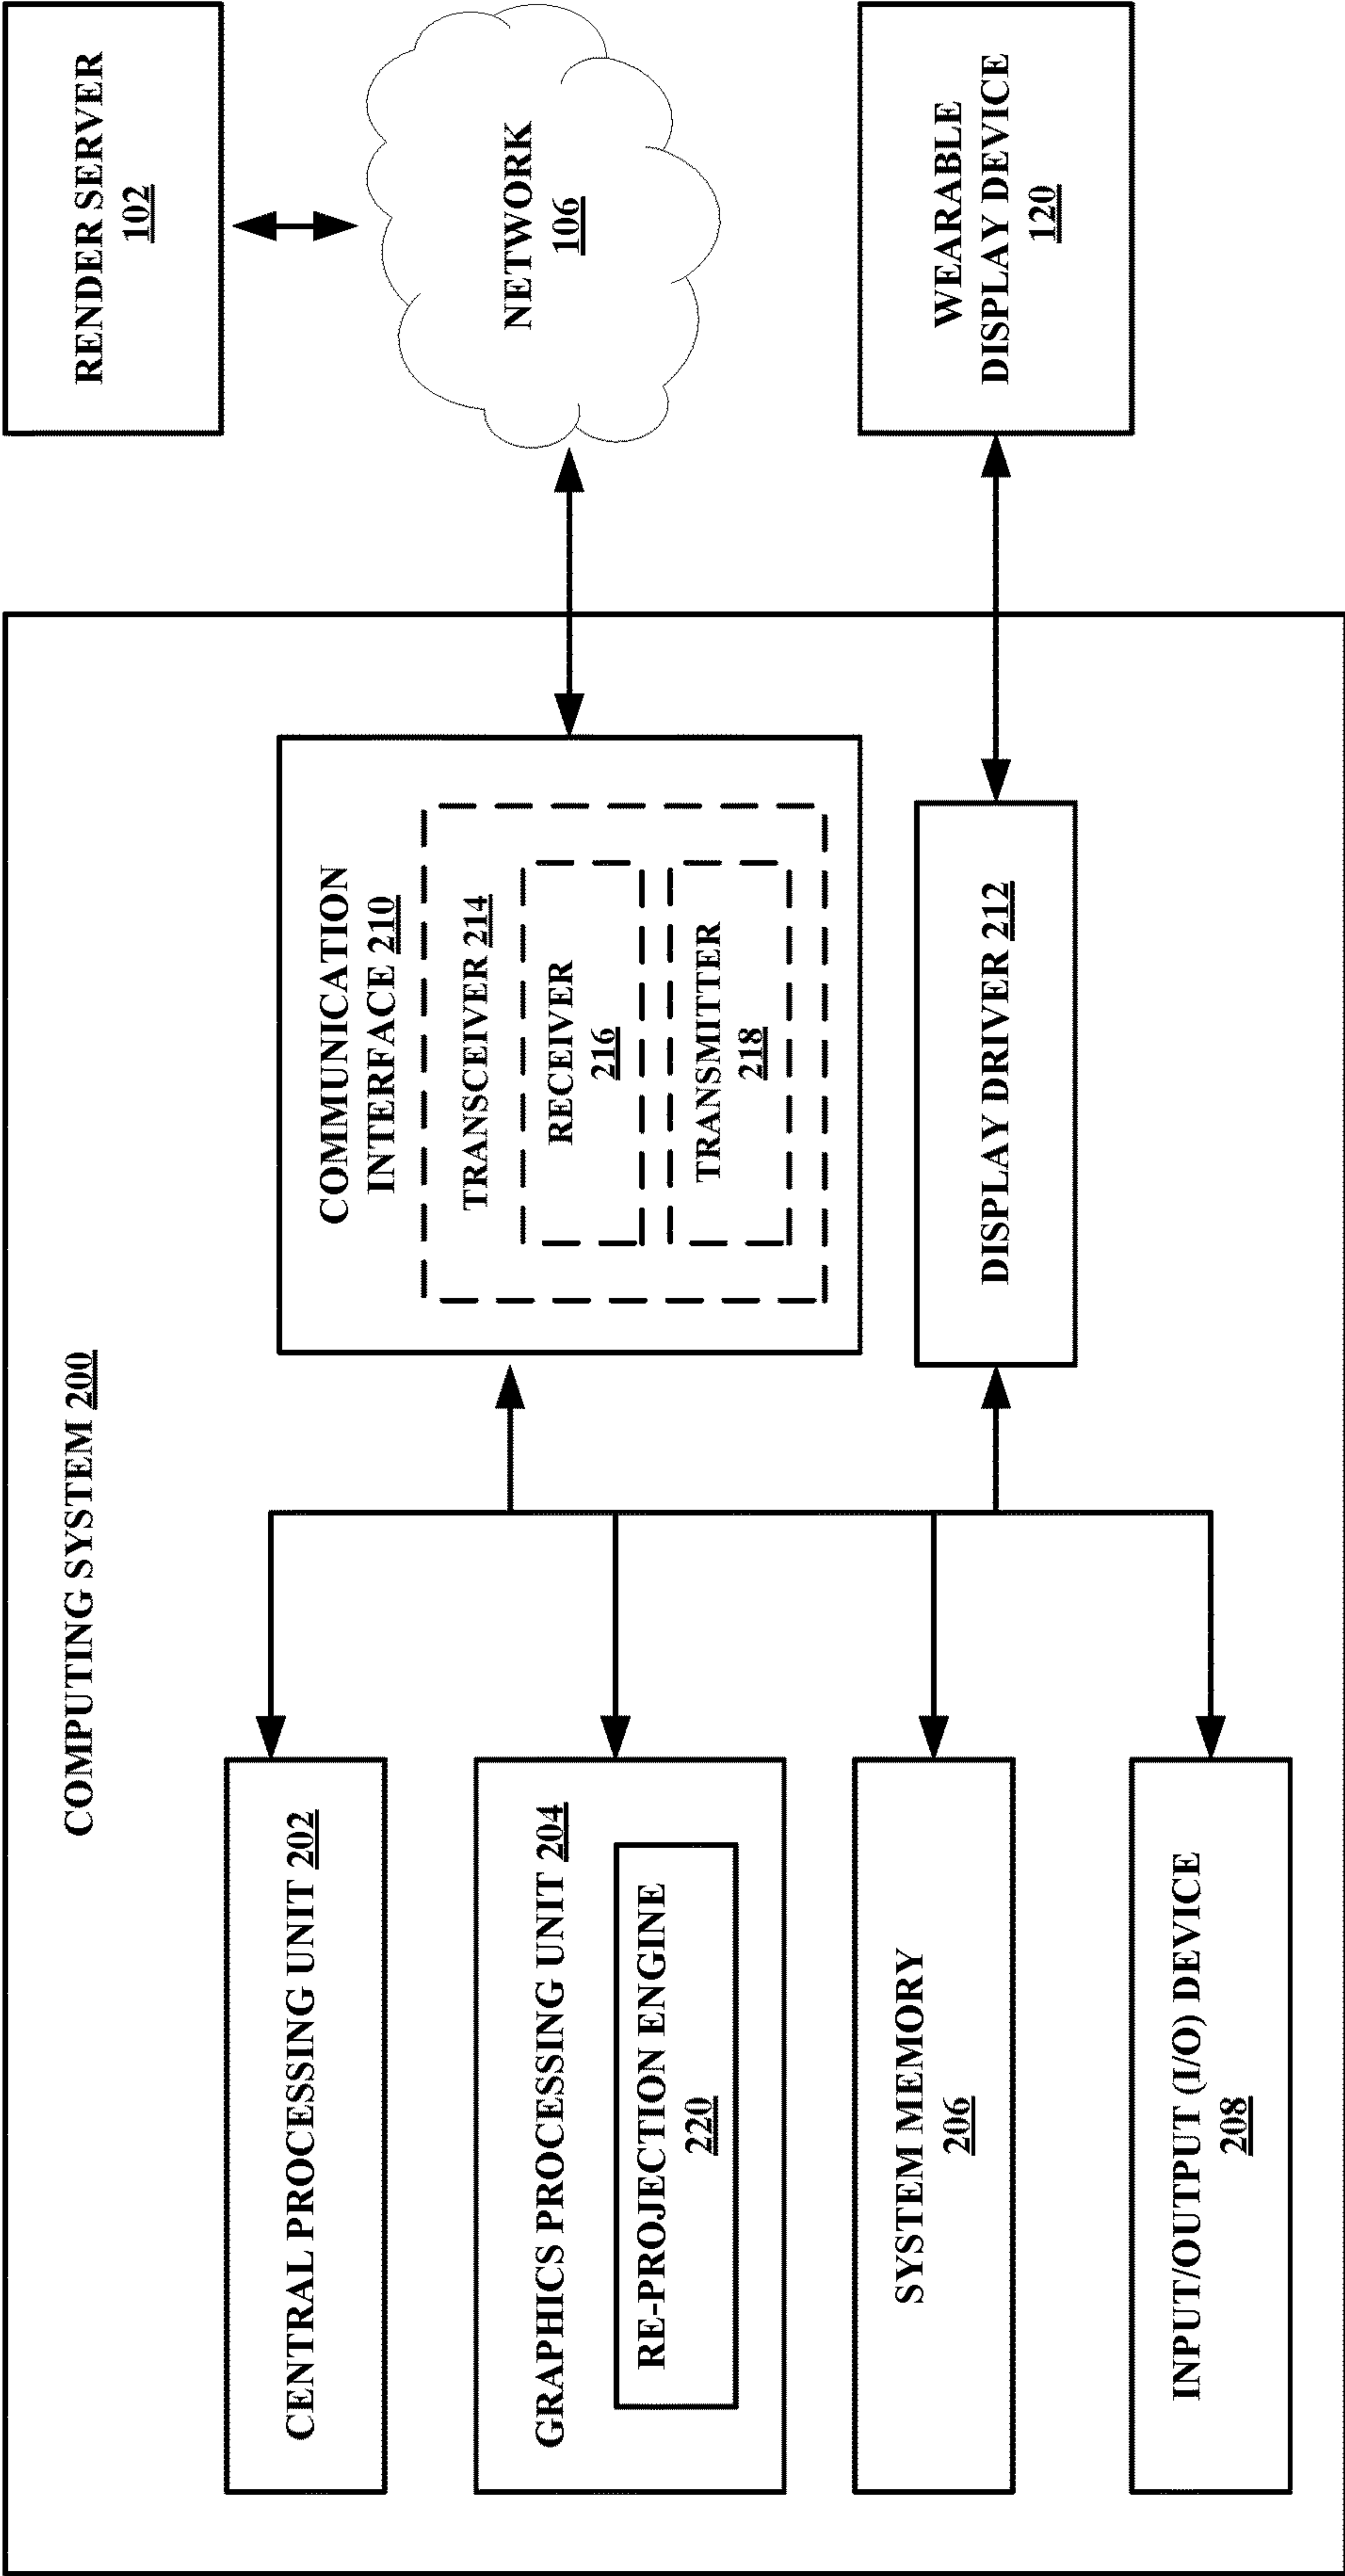 COMPUTING SYSTEM 200
CENTRAL PROCESSING UNIT 202
GRAPHICS PROCESSING UNIT 204
RE-PROJECTION ENGINE
220
SYSTEM MEMORY
206
INPUT/OUTPUT (I/O) DEVICE
208
COMMUNICATION
INTERFACE 210
TRANSCEIVER 214
RECEIVER
216
TRANSMITTER
218
DISPLAY DRIVER 212
RENDER SERVER
102
NETWORK
106
WEARABLE
DISPLAY DEVICE
120